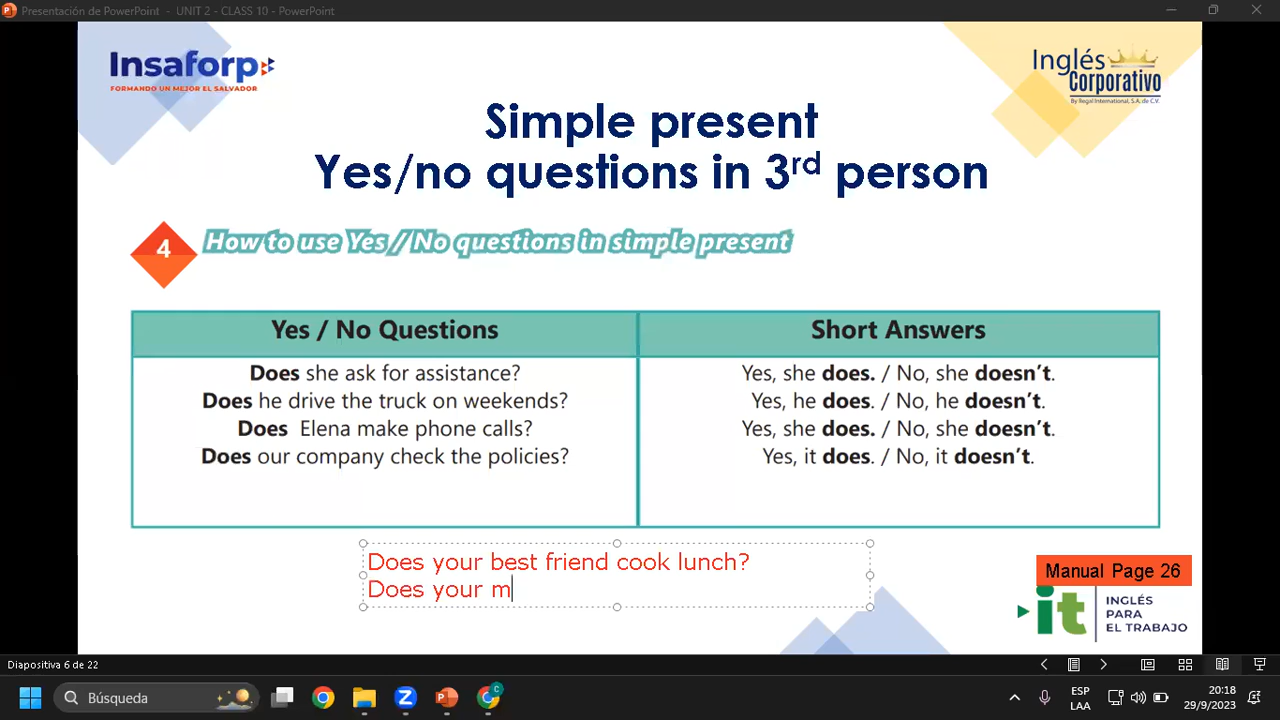 Presentación de PowerPoint - UNIT 2 - CLASS 10 - PowerPoint
Insaforp
FORMANDO UN MEJOR EL SALVADOR
Inglés
Corporativo
By Regal International, S.A. de C.V.
Simple present
Yes/no questions in 3rd person
4
How to use Yes / No questions in simple present
Yes / No Questions
Short Answers
Does she ask for assistance?
Yes, she does. / No, she doesn't.
Does he drive the truck on weekends?
Yes, he does. / No, he doesn't.
Does Elena make phone calls?
Yes, she does. / No, she doesn't.
Does our company check the policies?
Yes, it does. / No, it doesn't.
Does your best friend cook lunch?
Does your m
Manual Page 26
it
INGLÉS
PARA
EL TRABAJO
Diapositiva 6 de 22
Búsqueda
C
ESP
LAA
20:18
29/9/2023